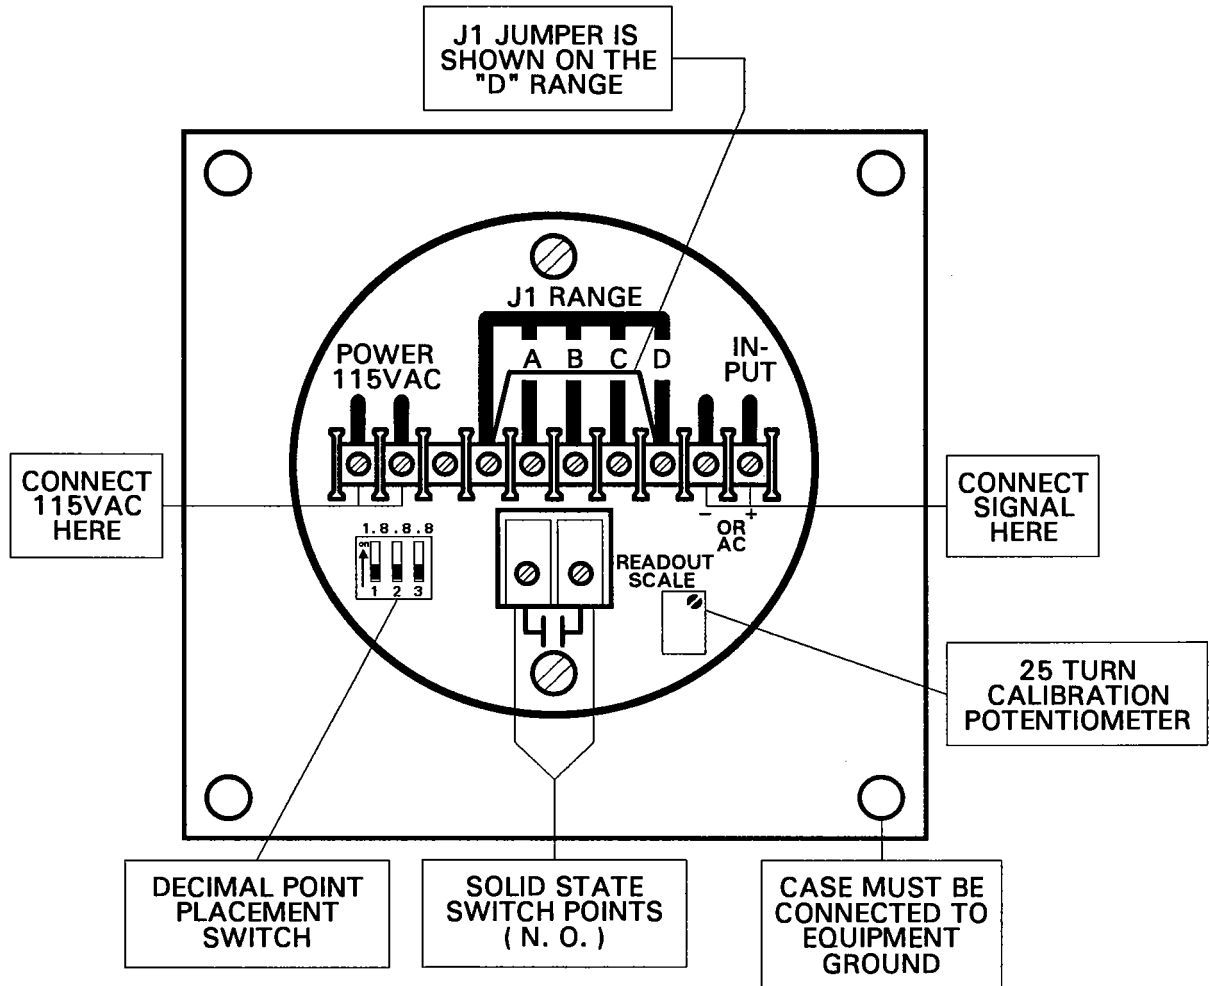 J1 JUMPER IS
SHOWN ON THE
"D" RANGE
J1 RANGE
A B C D
POWER
115VAC
IN-
PUT
CONNECT
115VAC
HERE
CONNECT
SIGNAL
HERE
- +
OR
AC
1.8.8.8
on
1 2 3
READOUT
SCALE
25 TURN
CALIBRATION
POTENTIOMETER
DECIMAL POINT
PLACEMENT
SWITCH
SOLID STATE
SWITCH POINTS
( N. O. )
CASE MUST BE
CONNECTED TO
EQUIPMENT
GROUND